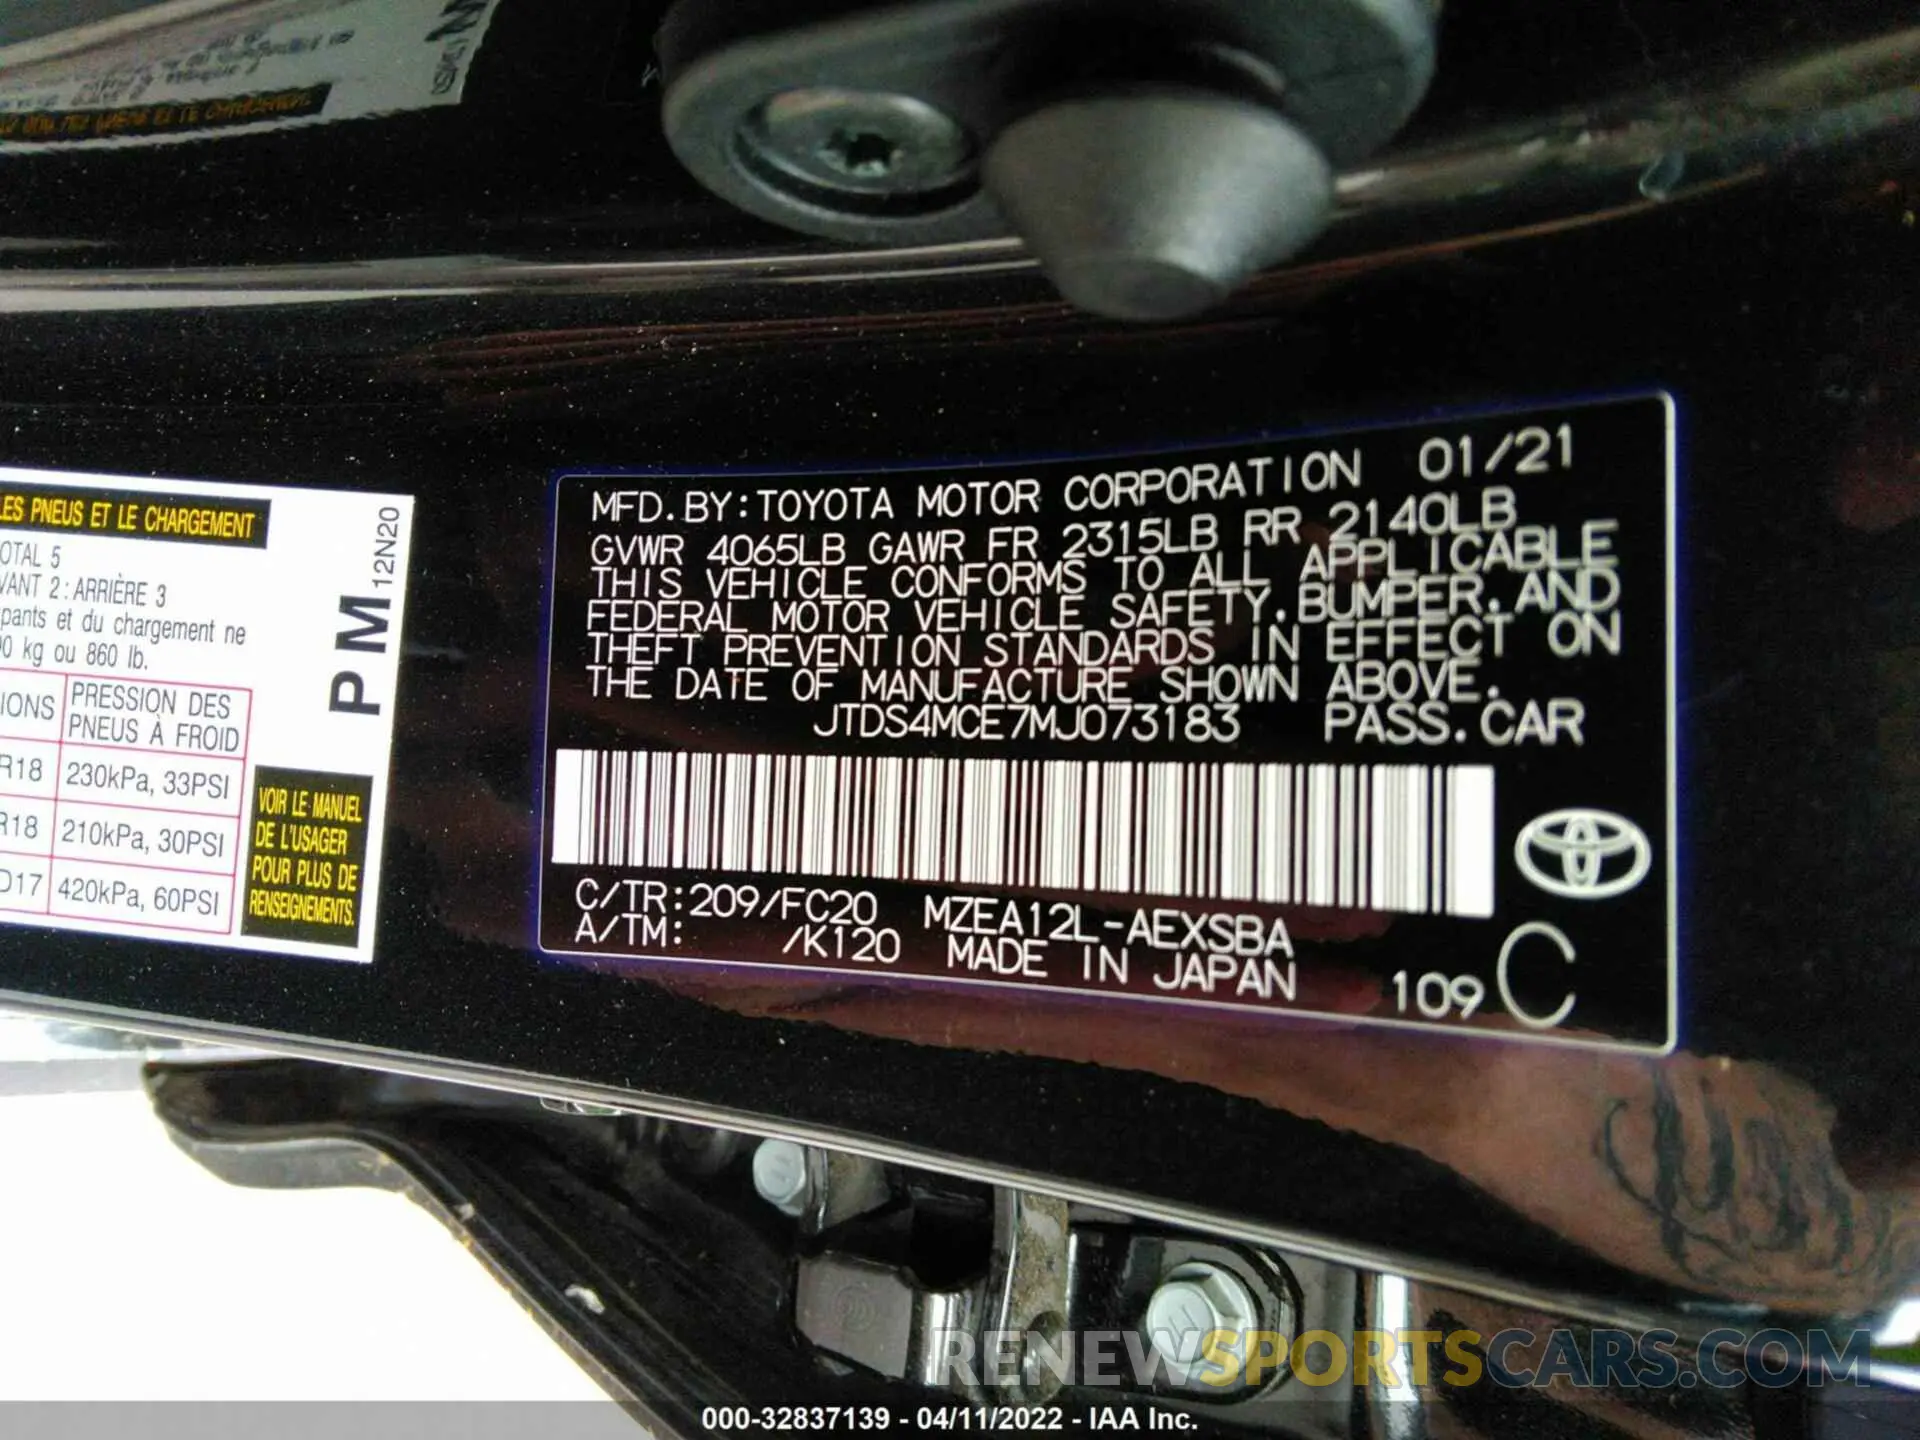 LES PNEUS ET LE CHARGEMENT
OTAL 5
VANT 2 : ARRIÈRE 3
pants et du chargement ne
0 kg ou 860 lb.
IONS
PRESSION DES
PNEUS À FROID
R18 230kPa, 33PSI
R18 210kPa, 30PSI
D17 420kPa, 60PSI
PM 12N20
VOIR LE MANUEL
DE L'USAGER
POUR PLUS DE
RENSEIGNEMENTS.
MFD. BY: TOYOTA MOTOR CORPORATION 01/21
GVWR 4065LB GAWR FR 2315LB RR 2140LB
THIS VEHICLE CONFORMS TO ALL APPLICABLE
FEDERAL MOTOR VEHICLE SAFETY, BUMPER, AND
THEFT PREVENTION STANDARDS IN EFFECT ON
THE DATE OF MANUFACTURE SHOWN ABOVE.
JTDS4MCE7MJ073183 PASS. CAR
C/TR: 209/FC20 MZEA12L-AEXSBA
A/TM: /K120 MADE IN JAPAN
109 C
RENEWSPORTSCARS.COM
000-32837139 - 04/11/2022 - IAA Inc.